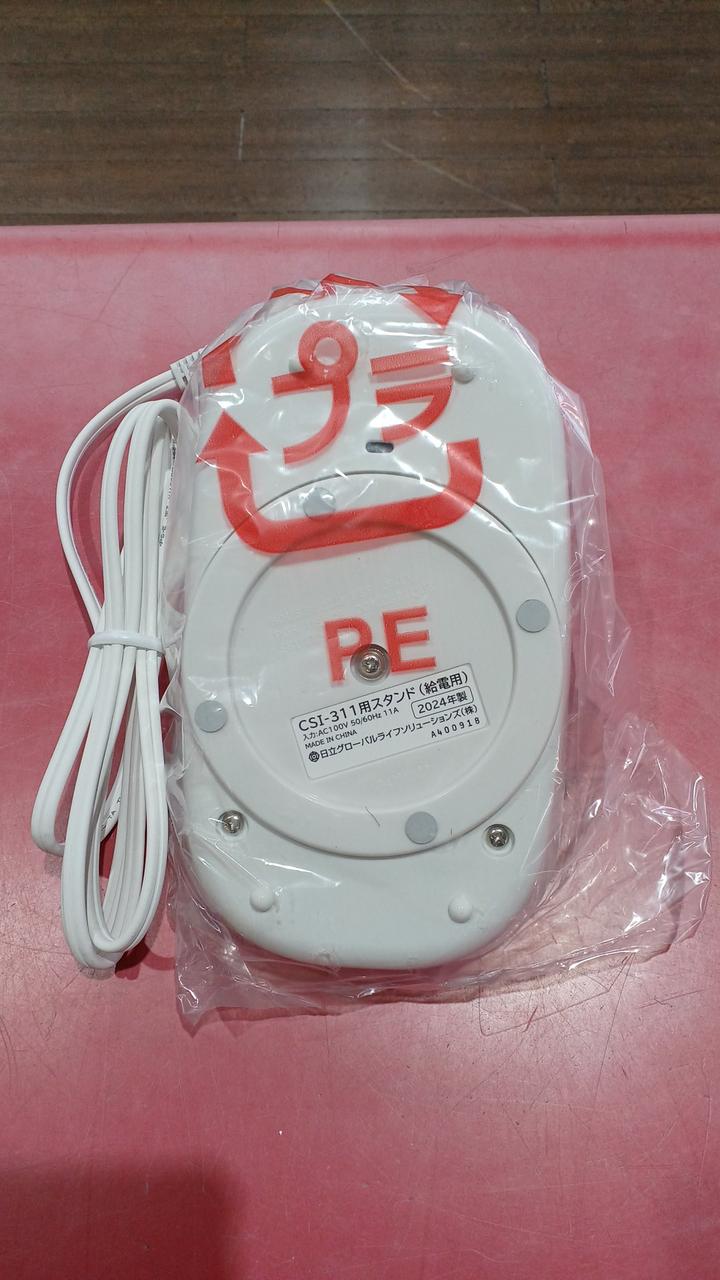 プラ
PE
CSI-311用スタンド(給電用)
入力:AC100V 50/60Hz 11A
2024年製
MADE IN CHINA
日立グローバルライフソリューションズ(株)
A400918